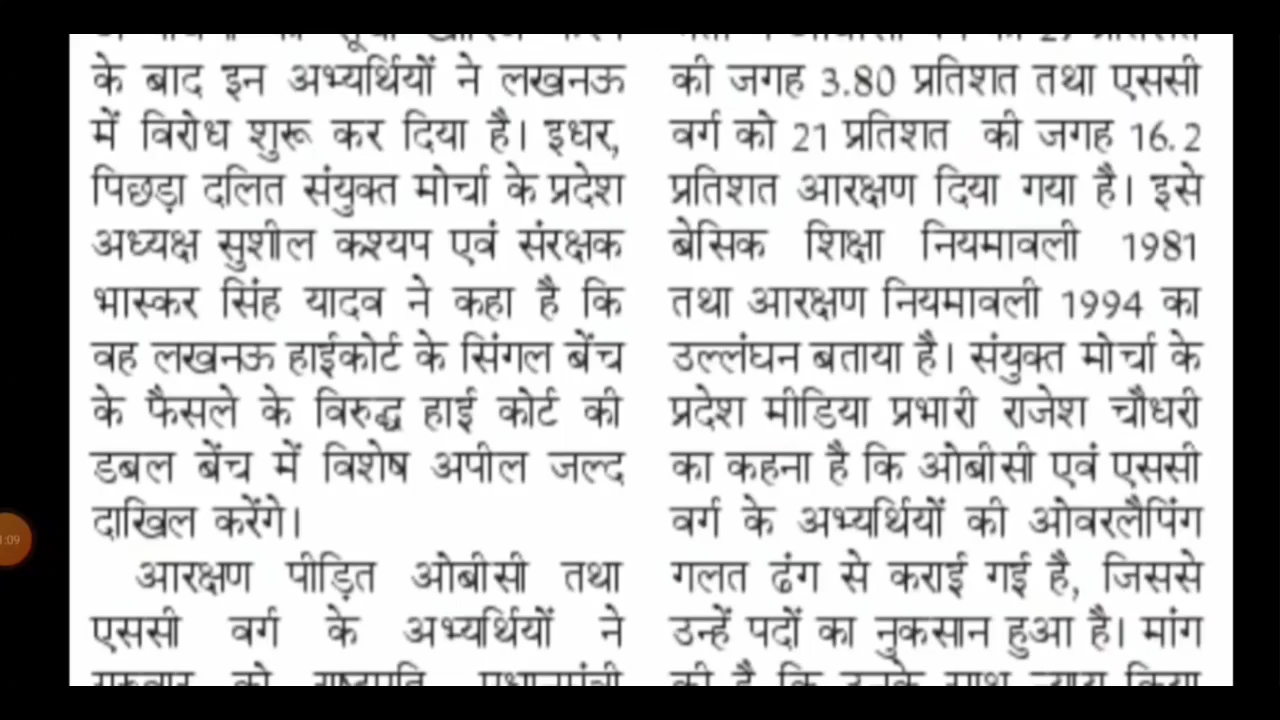 के बाद इन अभ्यर्थियों ने लखनऊ
में विरोध शुरू कर दिया है। इधर,
पिछड़ा दलित संयुक्त मोर्चा के प्रदेश
अध्यक्ष सुशील कश्यप एवं संरक्षक
भास्कर सिंह यादव ने कहा है कि
वह लखनऊ हाईकोर्ट के सिंगल बेंच
के फैसले के विरुद्ध हाई कोर्ट की
डबल बेंच में विशेष अपील जल्द
दाखिल करेंगे।
आरक्षण पीड़ित ओबीसी तथा
एससी वर्ग के अभ्यर्थियों ने
की जगह 3.80 प्रतिशत तथा एससी
वर्ग को 21 प्रतिशत की जगह 16.2
प्रतिशत आरक्षण दिया गया है। इसे
बेसिक शिक्षा नियमावली 1981
तथा आरक्षण नियमावली 1994 का
उल्लंघन बताया है। संयुक्त मोर्चा के
प्रदेश मीडिया प्रभारी राजेश चौधरी
का कहना है कि ओबीसी एवं एससी
वर्ग के अभ्यर्थियों की ओवरलैपिंग
गलत ढंग से कराई गई है, जिससे
उन्हें पदों का नुकसान हुआ है। मांग
की है कि उनके साथ न्याय किया
:09